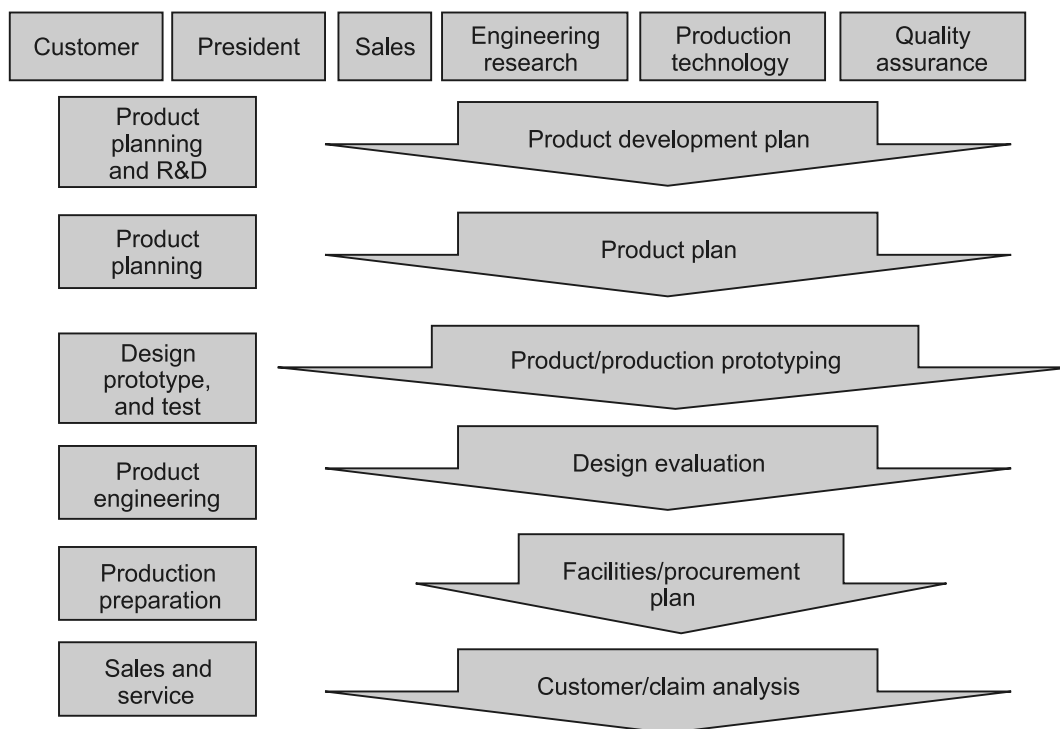 Customer
President
Sales
Engineering
research
Production
technology
Quality
assurance
Product
planning
and R&D
Product development plan
Product
planning
Product plan
Design
prototype,
and test
Product/production prototyping
Product
engineering
Design evaluation
Production
preparation
Facilities/procurement
plan
Sales and
service
Customer/claim analysis